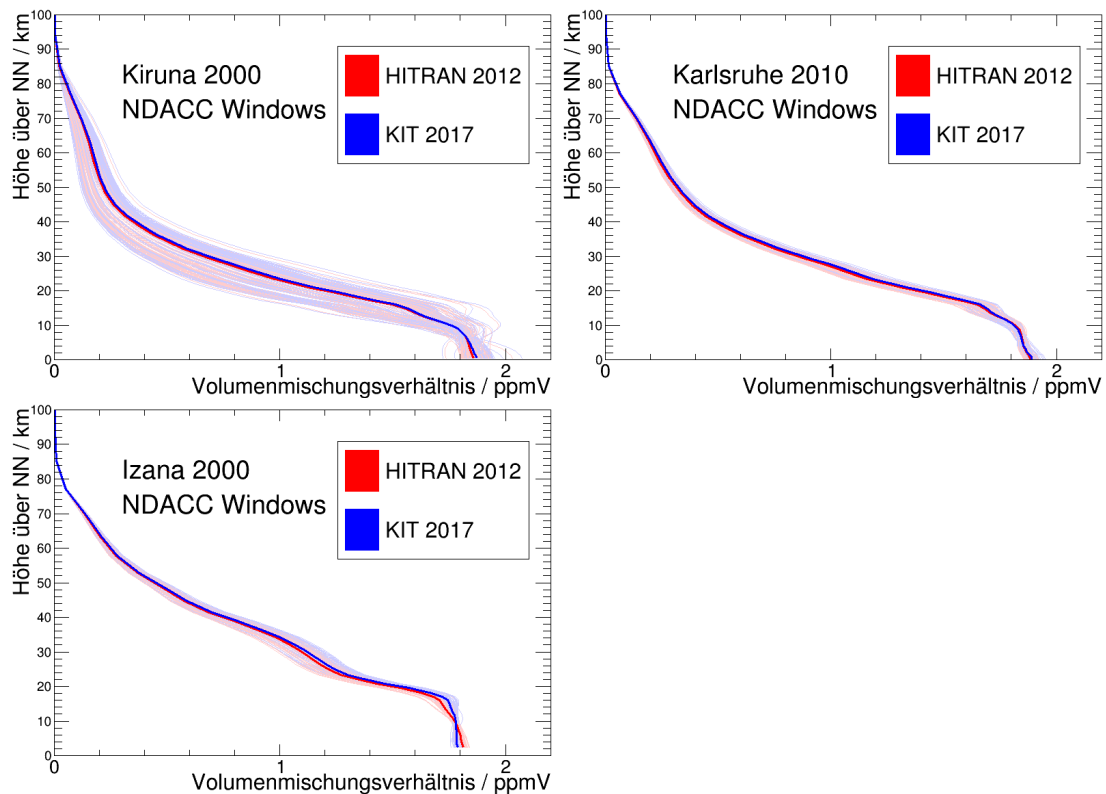 Höhe über NN / km
100
90
80
70
60
50
40
30
20
10
0
Kiruna 2000
NDACC Windows
HITRAN 2012
KIT 2017
0
1
2
Volumenmischungsverhältnis / ppmV
Höhe über NN / km
100
90
80
70
60
50
40
30
20
10
0
Karlsruhe 2010
NDACC Windows
HITRAN 2012
KIT 2017
0
1
2
Volumenmischungsverhältnis / ppmV
Höhe über NN / km
100
90
80
70
60
50
40
30
20
10
0
Izana 2000
NDACC Windows
HITRAN 2012
KIT 2017
0
1
2
Volumenmischungsverhältnis / ppmV